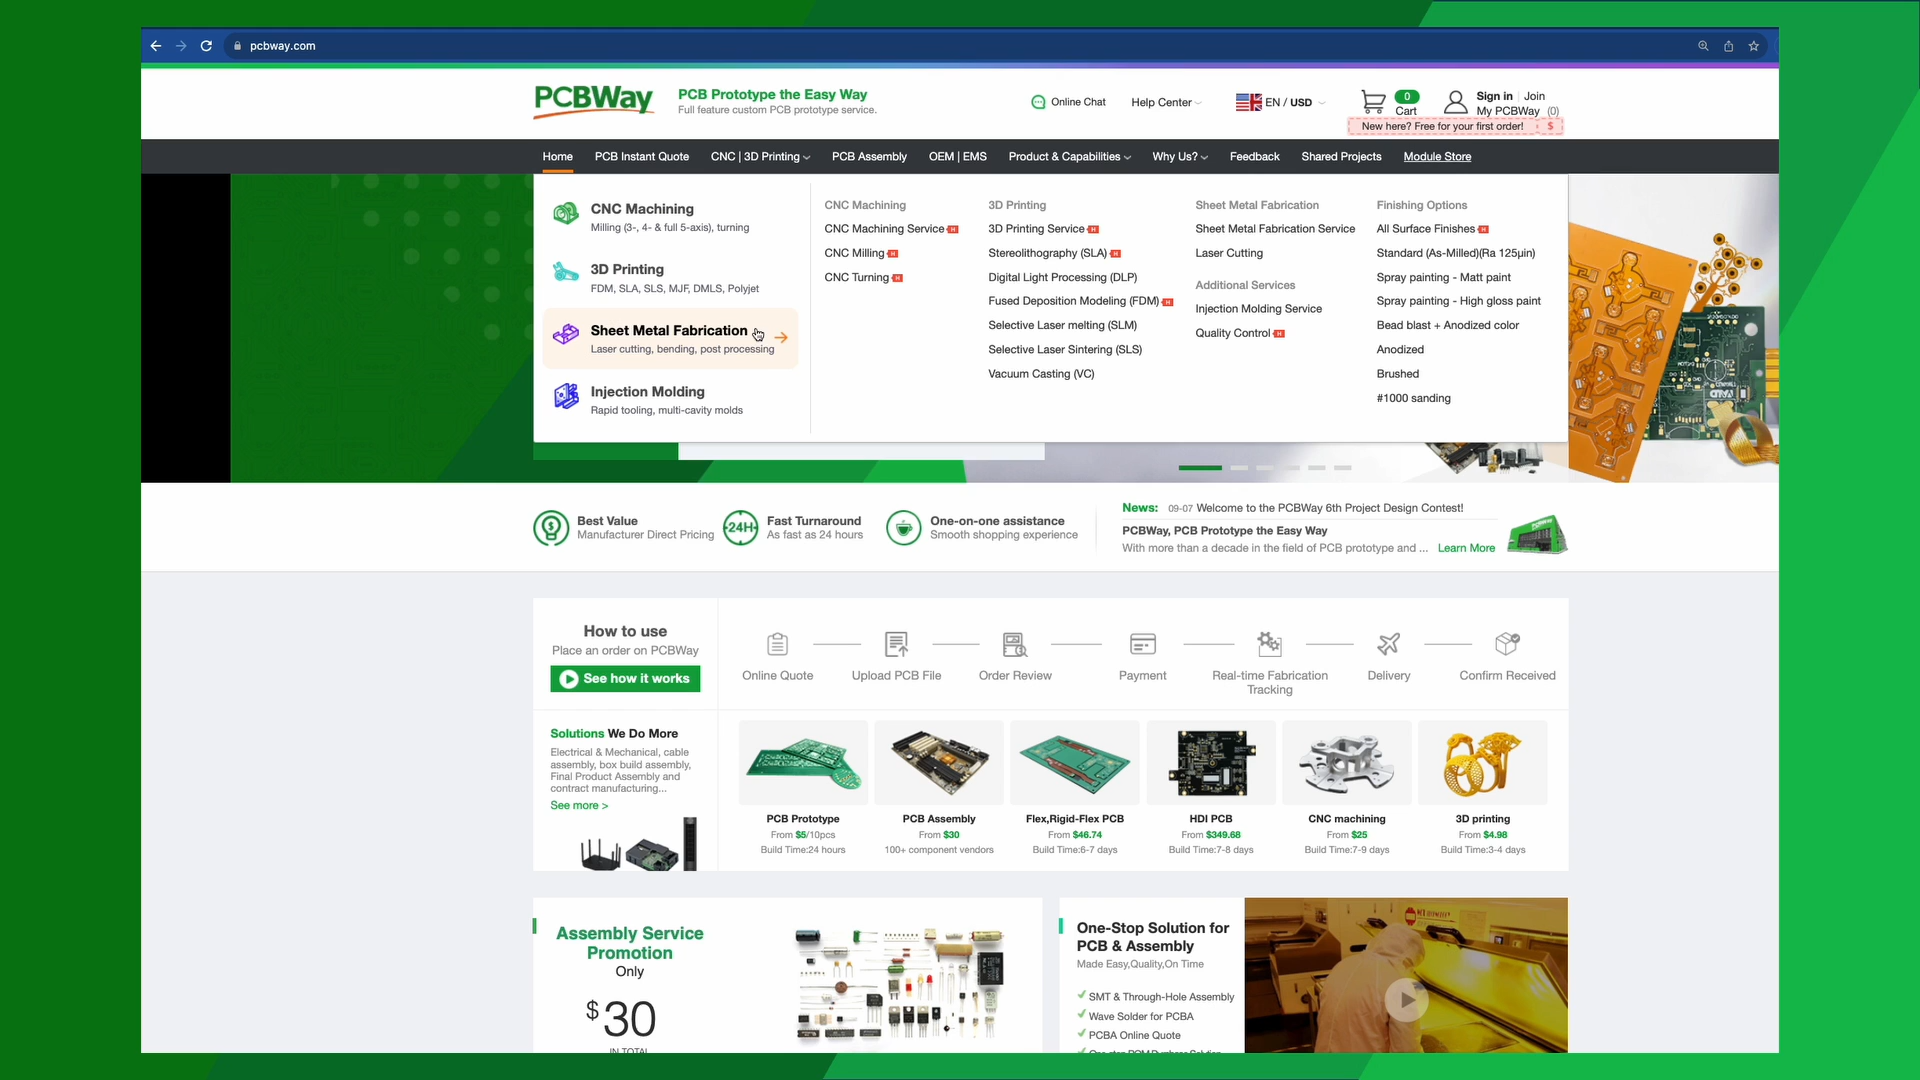 pcbway.com
PCBWay
PCB Prototype the Easy Way
Full feature custom PCB prototype service.
Online Chat
Help Center
EN / USD
0
Cart
Sign in | Join
My PCBWay (0)
New here? Free for your first order! $
Home
PCB Instant Quote
CNC | 3D Printing
PCB Assembly
OEM | EMS
Product & Capabilities
Why Us?
Feedback
Shared Projects
Module Store
CNC Machining
Milling (3-, 4- & full 5-axis), turning
3D Printing
FDM, SLA, SLS, MJF, DMLS, Polyjet
Sheet Metal Fabrication
Laser cutting, bending, post processing
Injection Molding
Rapid tooling, multi-cavity molds
CNC Machining
CNC Machining Service H
CNC Milling H
CNC Turning H
3D Printing
3D Printing Service H
Stereolithography (SLA) H
Digital Light Processing (DLP)
Fused Deposition Modeling (FDM) H
Selective Laser melting (SLM)
Selective Laser Sintering (SLS)
Vacuum Casting (VC)
Sheet Metal Fabrication
Sheet Metal Fabrication Service
Laser Cutting
Additional Services
Injection Molding Service
Quality Control H
Finishing Options
All Surface Finishes H
Standard (As-Milled)(Ra 125μin)
Spray painting - Matt paint
Spray painting - High gloss paint
Bead blast + Anodized color
Anodized
Brushed
#1000 sanding
Best Value
Manufacturer Direct Pricing
24H
Fast Turnaround
As fast as 24 hours
One-on-one assistance
Smooth shopping experience
News: 09-07 Welcome to the PCBWay 6th Project Design Contest!
PCBWay, PCB Prototype the Easy Way
With more than a decade in the field of PCB prototype and ... Learn More
How to use
Place an order on PCBWay
See how it works
Online Quote
Upload PCB File
Order Review
Payment
Real-time Fabrication
Tracking
Delivery
Confirm Received
Solutions We Do More
Electrical & Mechanical, cable
assembly, box build assembly,
Final Product Assembly and
contract manufacturing...
See more >
PCB Prototype
From $5/10pcs
Build Time:24 hours
PCB Assembly
From $30
100+ component vendors
Flex,Rigid-Flex PCB
From $46.74
Build Time:6-7 days
HDI PCB
From $349.68
Build Time:7-8 days
CNC machining
From $25
Build Time:7-9 days
3D printing
From $4.98
Build Time:3-4 days
Assembly Service
Promotion
Only
$30
IN TOTAL
One-Stop Solution for
PCB & Assembly
Made Easy,Quality,On Time
SMT & Through-Hole Assembly
Wave Solder for PCBA
PCBA Online Quote